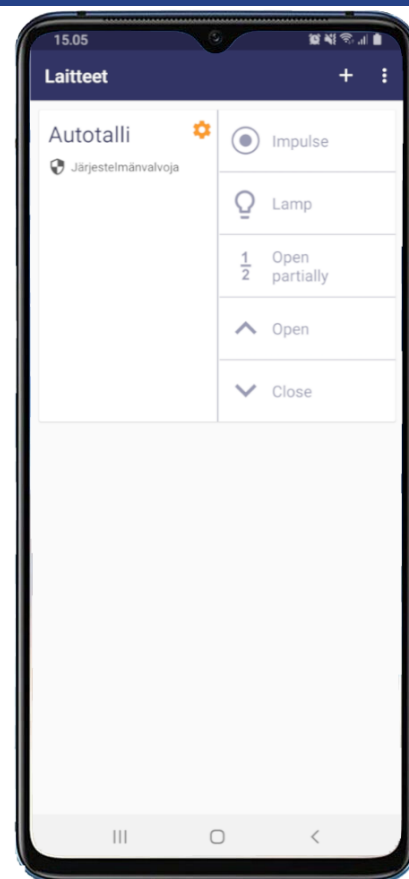 15.05
Laitteet
Autotalli
Järjestelmänvalvoja
Impulse
Lamp
1
2
Open
partially
Open
Close